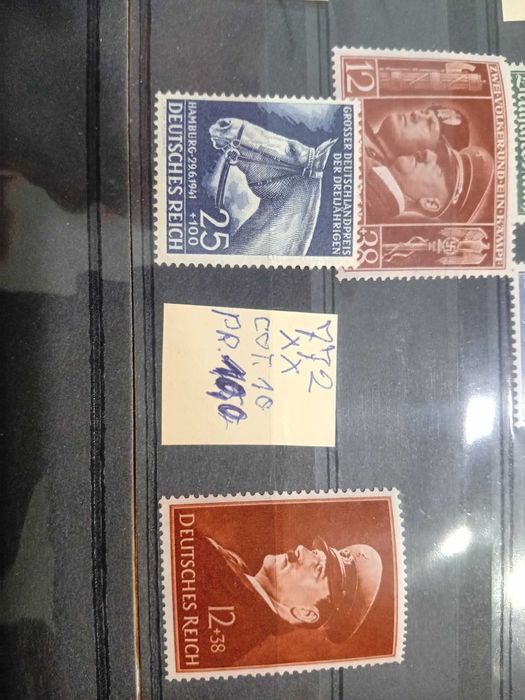 12
ZWEI VÖLKER UND EIN KAMPF
+38
GROSSER DEUTSCHLANDPREIS
DER DREIJÄHRIGEN
25
+100
HAMBURG·29.6.1941
DEUTSCHES REICH
772
XX
COT. 10
PR.
12+38
DEUTSCHES REICH